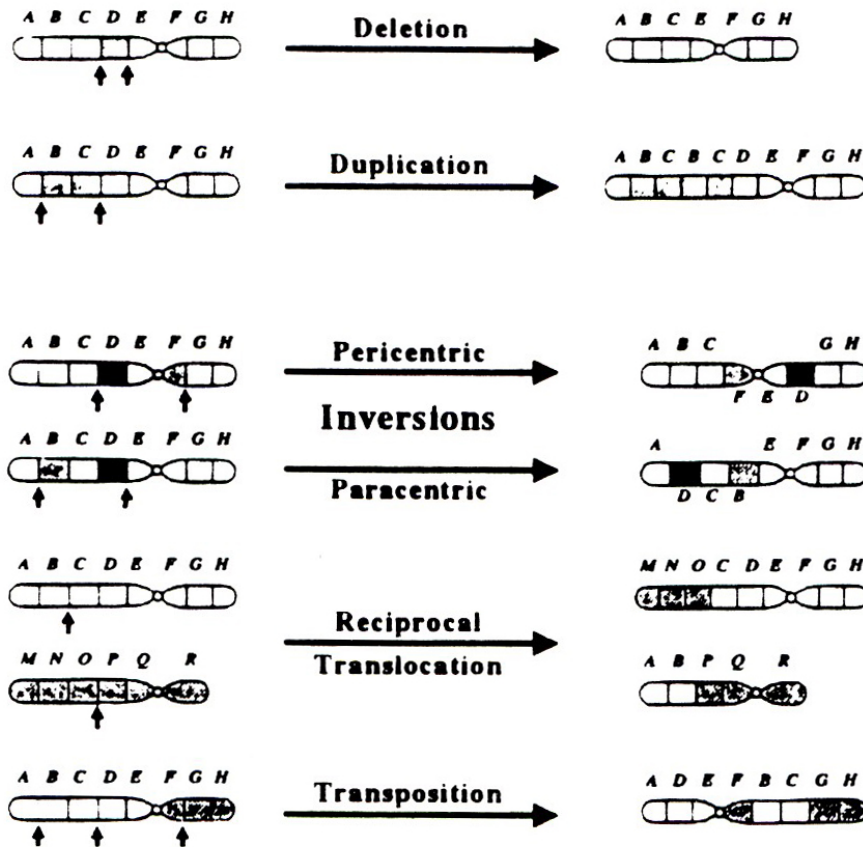 A B C D E F G H
Deletion
A B C E F G H
A B C D E F G H
Duplication
A B C B C D E F G H
A B C D E F G H
Pericentric
A B C G H
F E D
Inversions
A B C D E F G H
Paracentric
A E F G H
D C B
A B C D E F G H
M N O P Q R
Reciprocal
Translocation
M N O C D E F G H
A B P Q R
A B C D E F G H
Transposition
A D E F B C G H